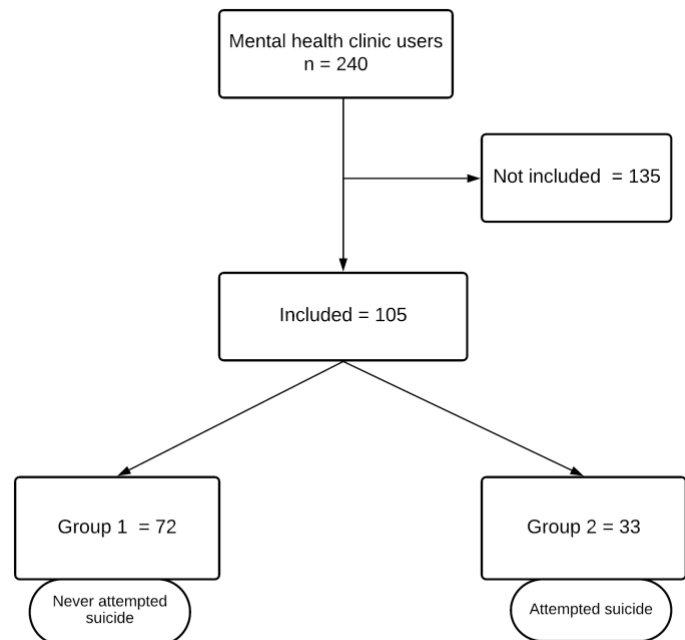 Mental health clinic users
n = 240
Not included  = 135
Included = 105
Group 1  = 72
Group 2 = 33
Never attempted
suicide
Attempted suicide